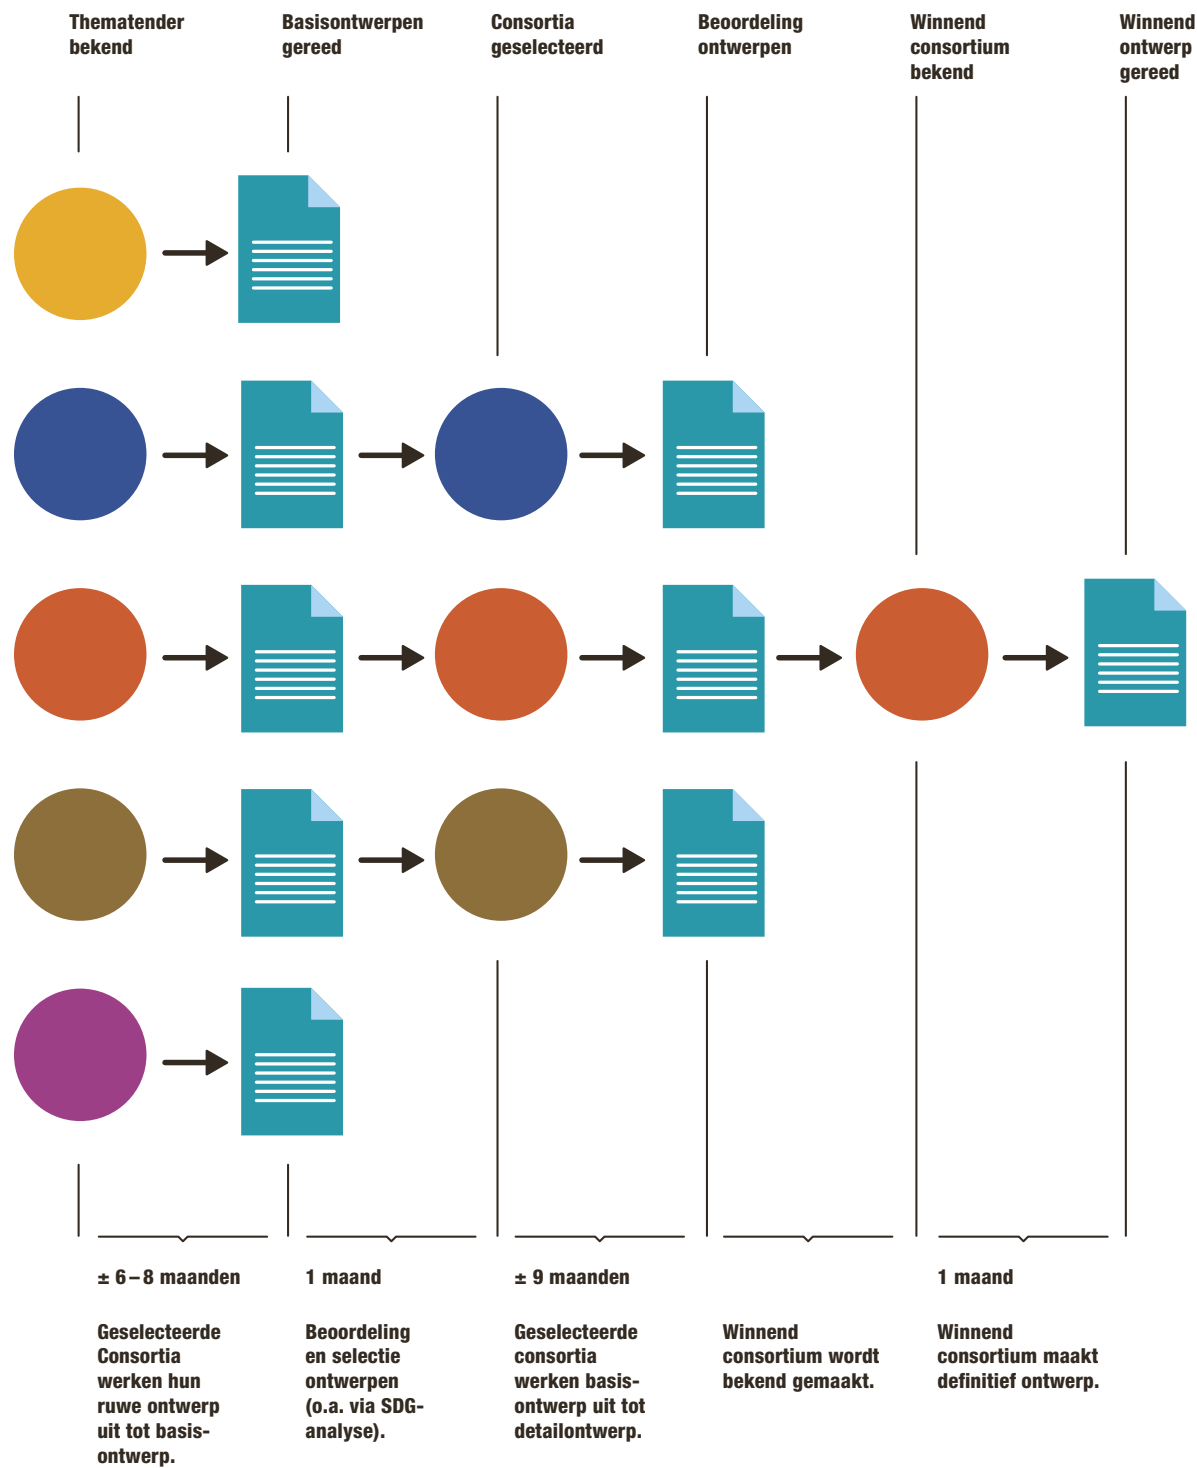 Thematender
bekend
Basisontwerpen
gereed
Consortia
geselecteerd
Beoordeling
ontwerpen
Winnend
consortium
bekend
Winnend
ontwerp
gereed
± 6 – 8 maanden
Geselecteerde
Consortia
werken hun
ruwe ontwerp
uit tot basis-
ontwerp.
1 maand
Beoordeling
en selectie
ontwerpen
(o.a. via SDG-
analyse).
± 9 maanden
Geselecteerde
consortia
werken basis-
ontwerp uit tot
detailontwerp.
Winnend
consortium wordt
bekend gemaakt.
1 maand
Winnend
consortium maakt
definitief ontwerp.